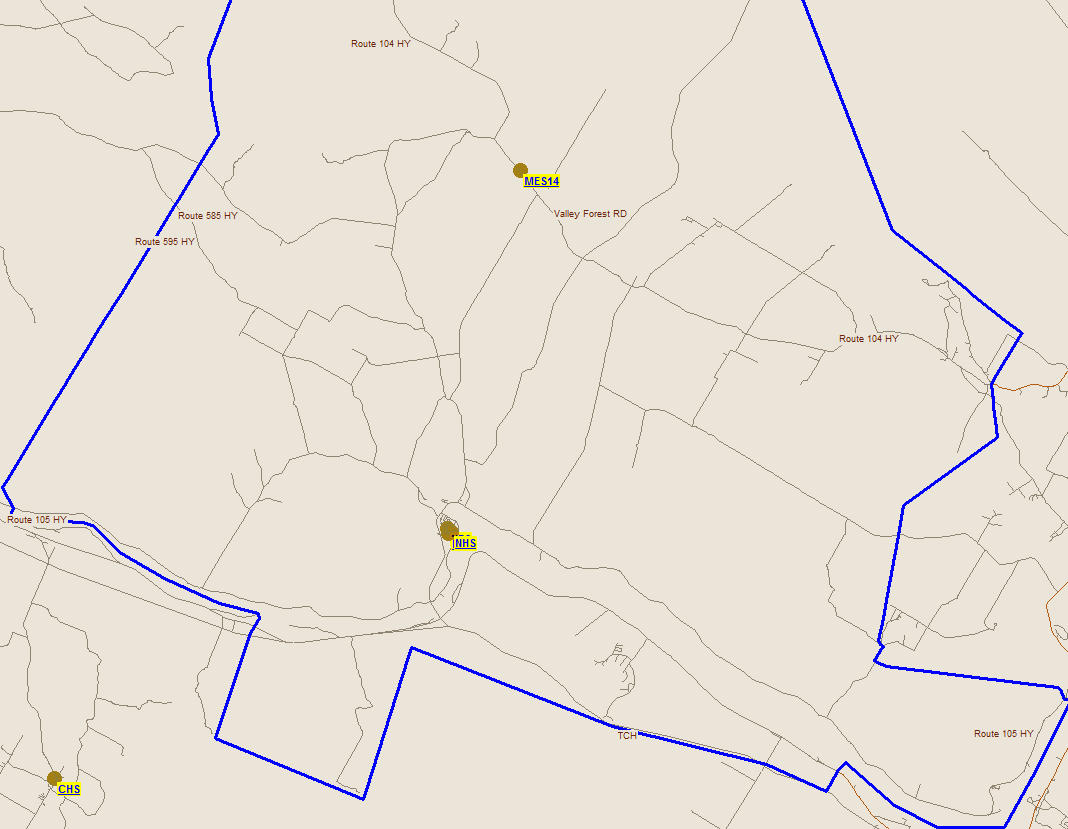 Route 104 HY
MES14
Valley Forest RD
Route 585 HY
Route 595 HY
Route 104 HY
Route 105 HY
NHS
Route 105 HY
TCH
CHS